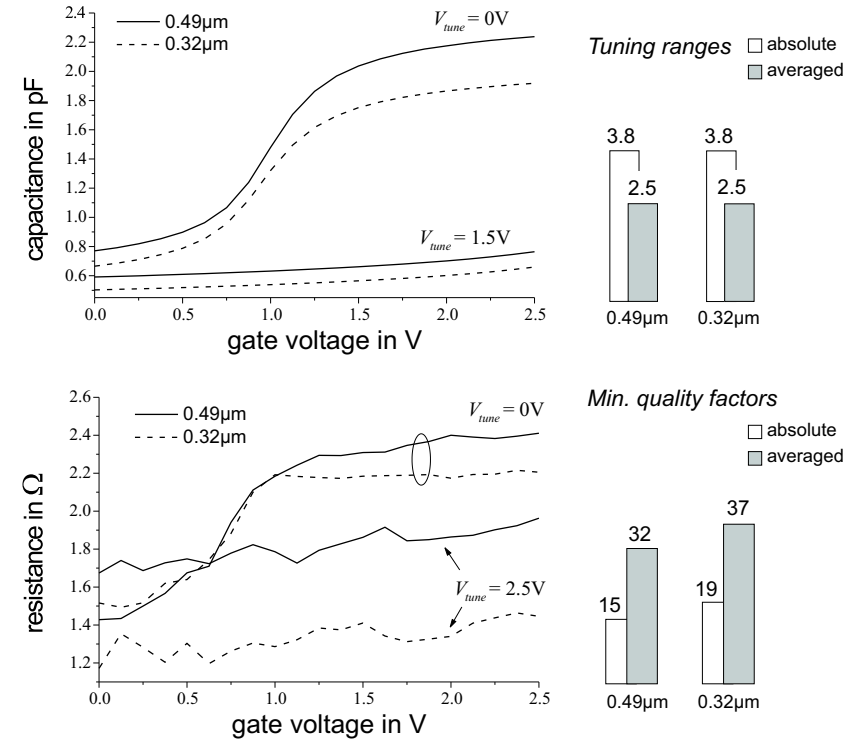 2.4
2.2
2.0
1.8
1.6
1.4
1.2
1.0
0.8
0.6
capacitance in pF
0.49µm
0.32µm
V_tune = 0V
V_tune = 1.5V
0.0 0.5 1.0 1.5 2.0 2.5
gate voltage in V
Tuning ranges
absolute
averaged
3.8 3.8
2.5 2.5
0.49µm 0.32µm
2.6
2.4
2.2
2.0
1.8
1.6
1.4
1.2
resistance in Ω
0.49µm
0.32µm
V_tune = 0V
V_tune = 2.5V
0.0 0.5 1.0 1.5 2.0 2.5
gate voltage in V
Min. quality factors
absolute
averaged
37
32
19
15
0.49µm 0.32µm